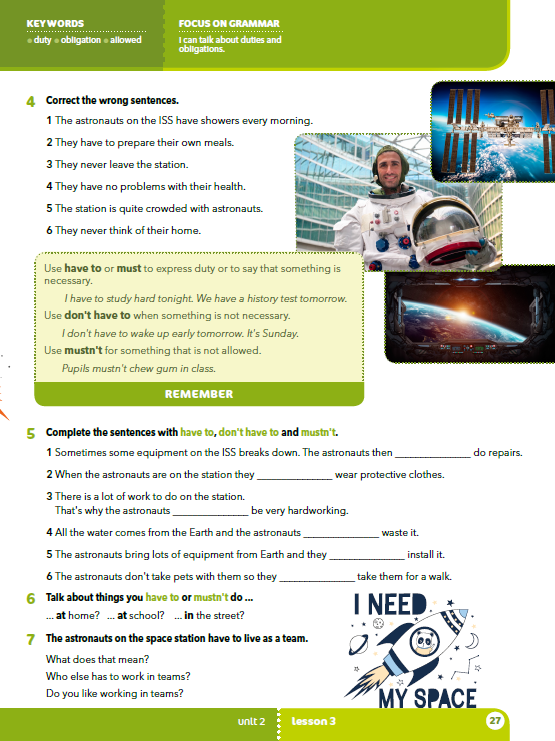 KEYWORDS
duty obligation allowed
FOCUS ON GRAMMAR
I can talk about duties and
obligations.
4 Correct the wrong sentences.
1 The astronauts on the ISS have showers every morning.
2 They have to prepare their own meals.
3 They never leave the station.
4 They have no problems with their health.
5 The station is quite crowded with astronauts.
6 They never think of their home.
Use have to or must to express duty or to say that something is
necessary.
I have to study hard tonight. We have a history test tomorrow.
Use don't have to when something is not necessary.
I don't have to wake up early tomorrow. It's Sunday.
Use mustn't for something that is not allowed.
Pupils mustn't chew gum in class.
REMEMBER
5 Complete the sentences with have to, don't have to and mustn't.
1 Sometimes some equipment on the ISS breaks down. The astronauts then _______________ do repairs.
2 When the astronauts are on the station they _______________ wear protective clothes.
3 There is a lot of work to do on the station.
That's why the astronauts _______________ be very hardworking.
4 All the water comes from the Earth and the astronauts _______________ waste it.
5 The astronauts bring lots of equipment from Earth and they _______________ install it.
6 The astronauts don't take pets with them so they _______________ take them for a walk.
6 Talk about things you have to or mustn't do ...
... at home? ... at school? ... in the street?
7 The astronauts on the space station have to live as a team.
What does that mean?
Who else has to work in teams?
Do you like working in teams?
I NEED
MY SPACE
unit 2 lesson 3 27